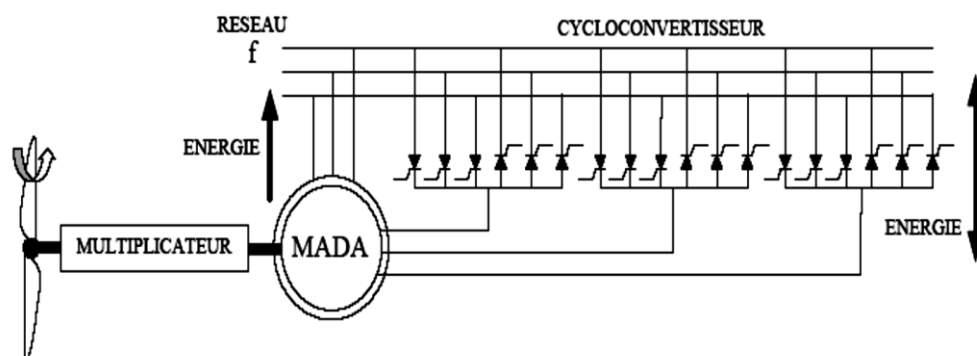 RESEAU
CYCLOCONVERTISSEUR
f
ENERGIE
ENERGIE
MULTIPLICATEUR
MADA